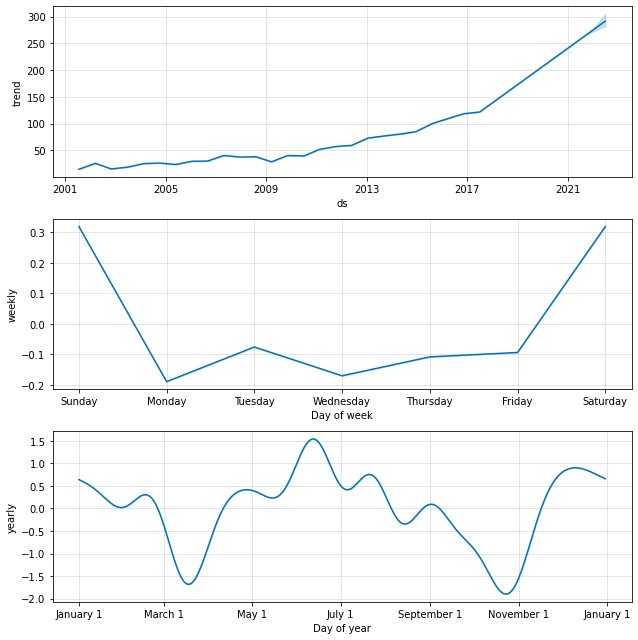 300
250
200
150
100
50
trend
2001 2005 2009 2013 2017 2021
ds
0.3
0.2
0.1
0.0
−0.1
−0.2
weekly
Sunday Monday Tuesday Wednesday Thursday Friday Saturday
Day of week
1.5
1.0
0.5
0.0
−0.5
−1.0
−1.5
−2.0
yearly
January 1 March 1 May 1 July 1 September 1 November 1 January 1
Day of year